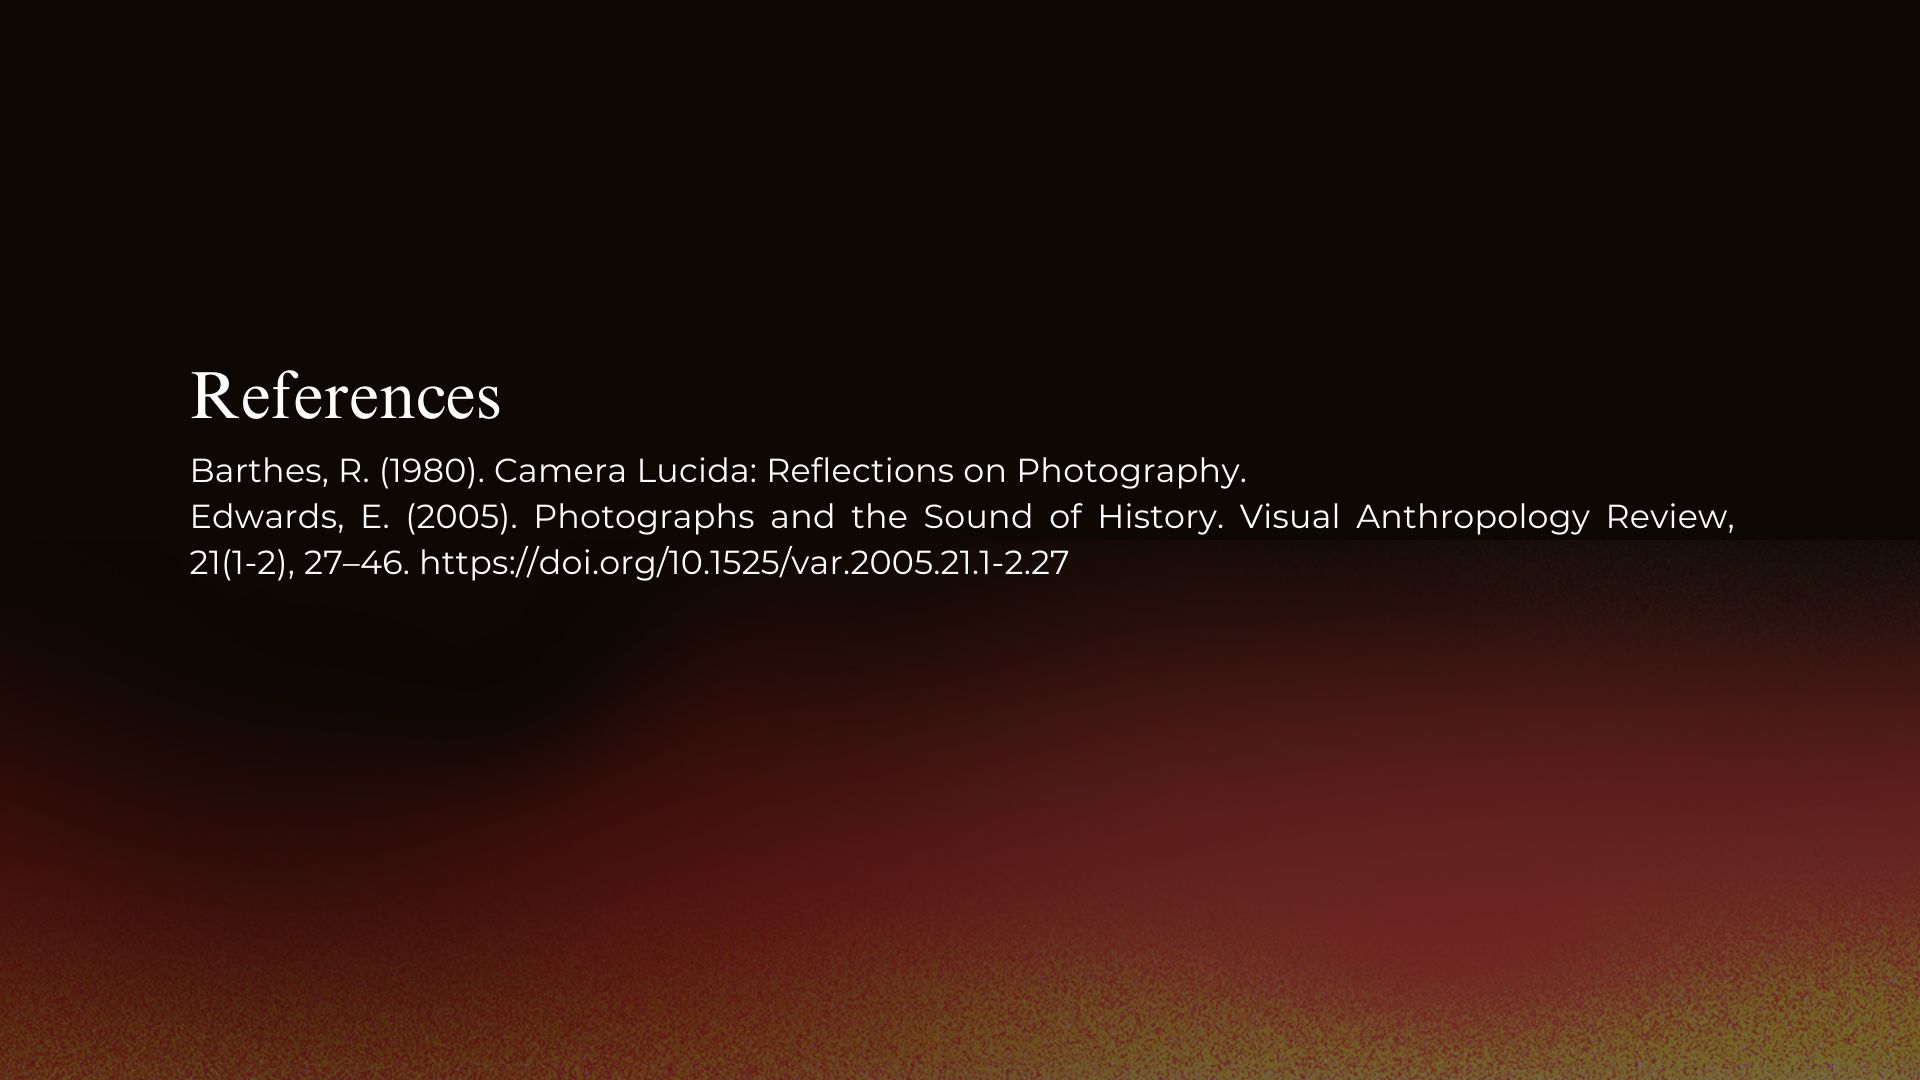 References
Barthes, R. (1980). Camera Lucida: Reflections on Photography.
Edwards, E. (2005). Photographs and the Sound of History. Visual Anthropology Review,
21(1-2), 27–46. https://doi.org/10.1525/var.2005.21.1-2.27